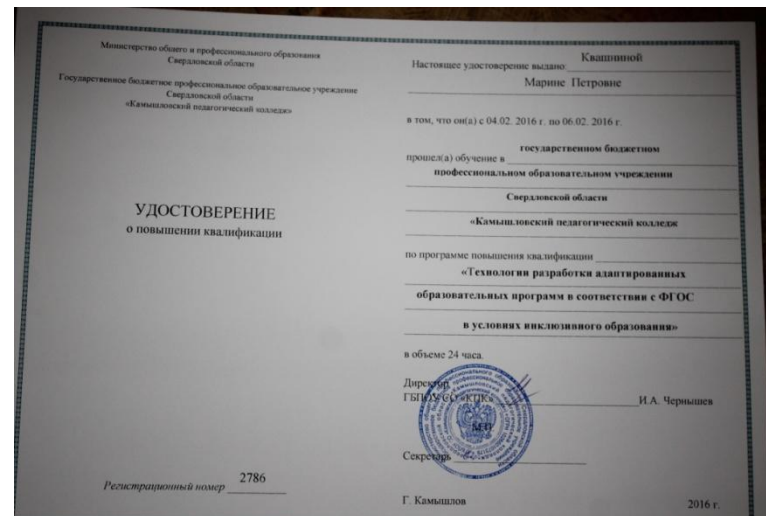 Министерство общего и профессионального образования
Свердловской области
Государственное бюджетное профессиональное образовательное учреждение
Свердловской области
«Камышловский педагогический колледж»
УДОСТОВЕРЕНИЕ
о повышении квалификации
Регистрационный номер 2786
Настоящее удостоверение выдано Квашниной
Марине Петровне
в том, что он(а) с 04.02. 2016 г. по 06.02. 2016 г.
прошел(а) обучение в государственном бюджетном
профессиональном образовательном учреждении
Свердловской области
«Камышловский педагогический колледж
по программе повышения квалификации
«Технологии разработки адаптированных
образовательных программ в соответствии с ФГОС
в условиях инклюзивного образования»
в объеме 24 часа.
Директор
ГБПОУ СО «КПК» И.А. Чернышев
М.П.
Секретарь
Г. Камышлов 2016 г.